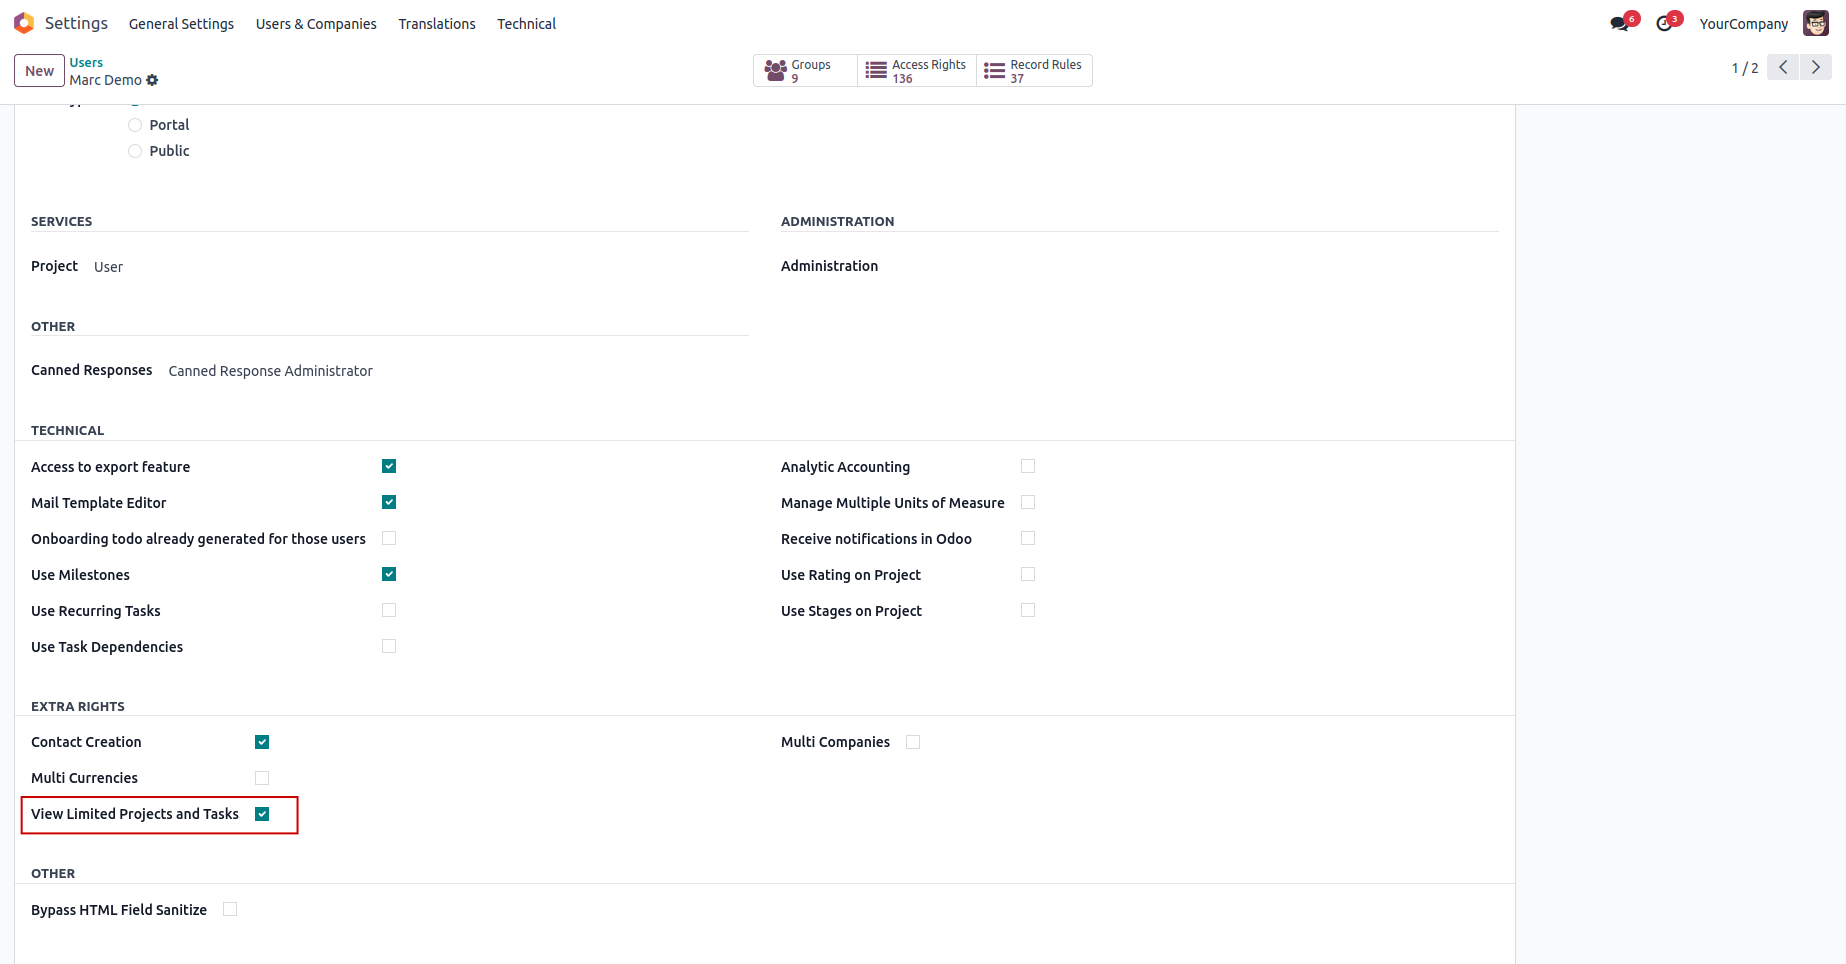 Settings General Settings Users & Companies Translations Technical 6 3 YourCompany
New Users Groups 9 Access Rights 136 Record Rules 37 1 / 2
Marc Demo
Portal
Public
SERVICES ADMINISTRATION
Project User Administration
OTHER
Canned Responses Canned Response Administrator
TECHNICAL
Access to export feature Analytic Accounting
Mail Template Editor Manage Multiple Units of Measure
Onboarding todo already generated for those users Receive notifications in Odoo
Use Milestones Use Rating on Project
Use Recurring Tasks Use Stages on Project
Use Task Dependencies
EXTRA RIGHTS
Contact Creation Multi Companies
Multi Currencies
View Limited Projects and Tasks
OTHER
Bypass HTML Field Sanitize